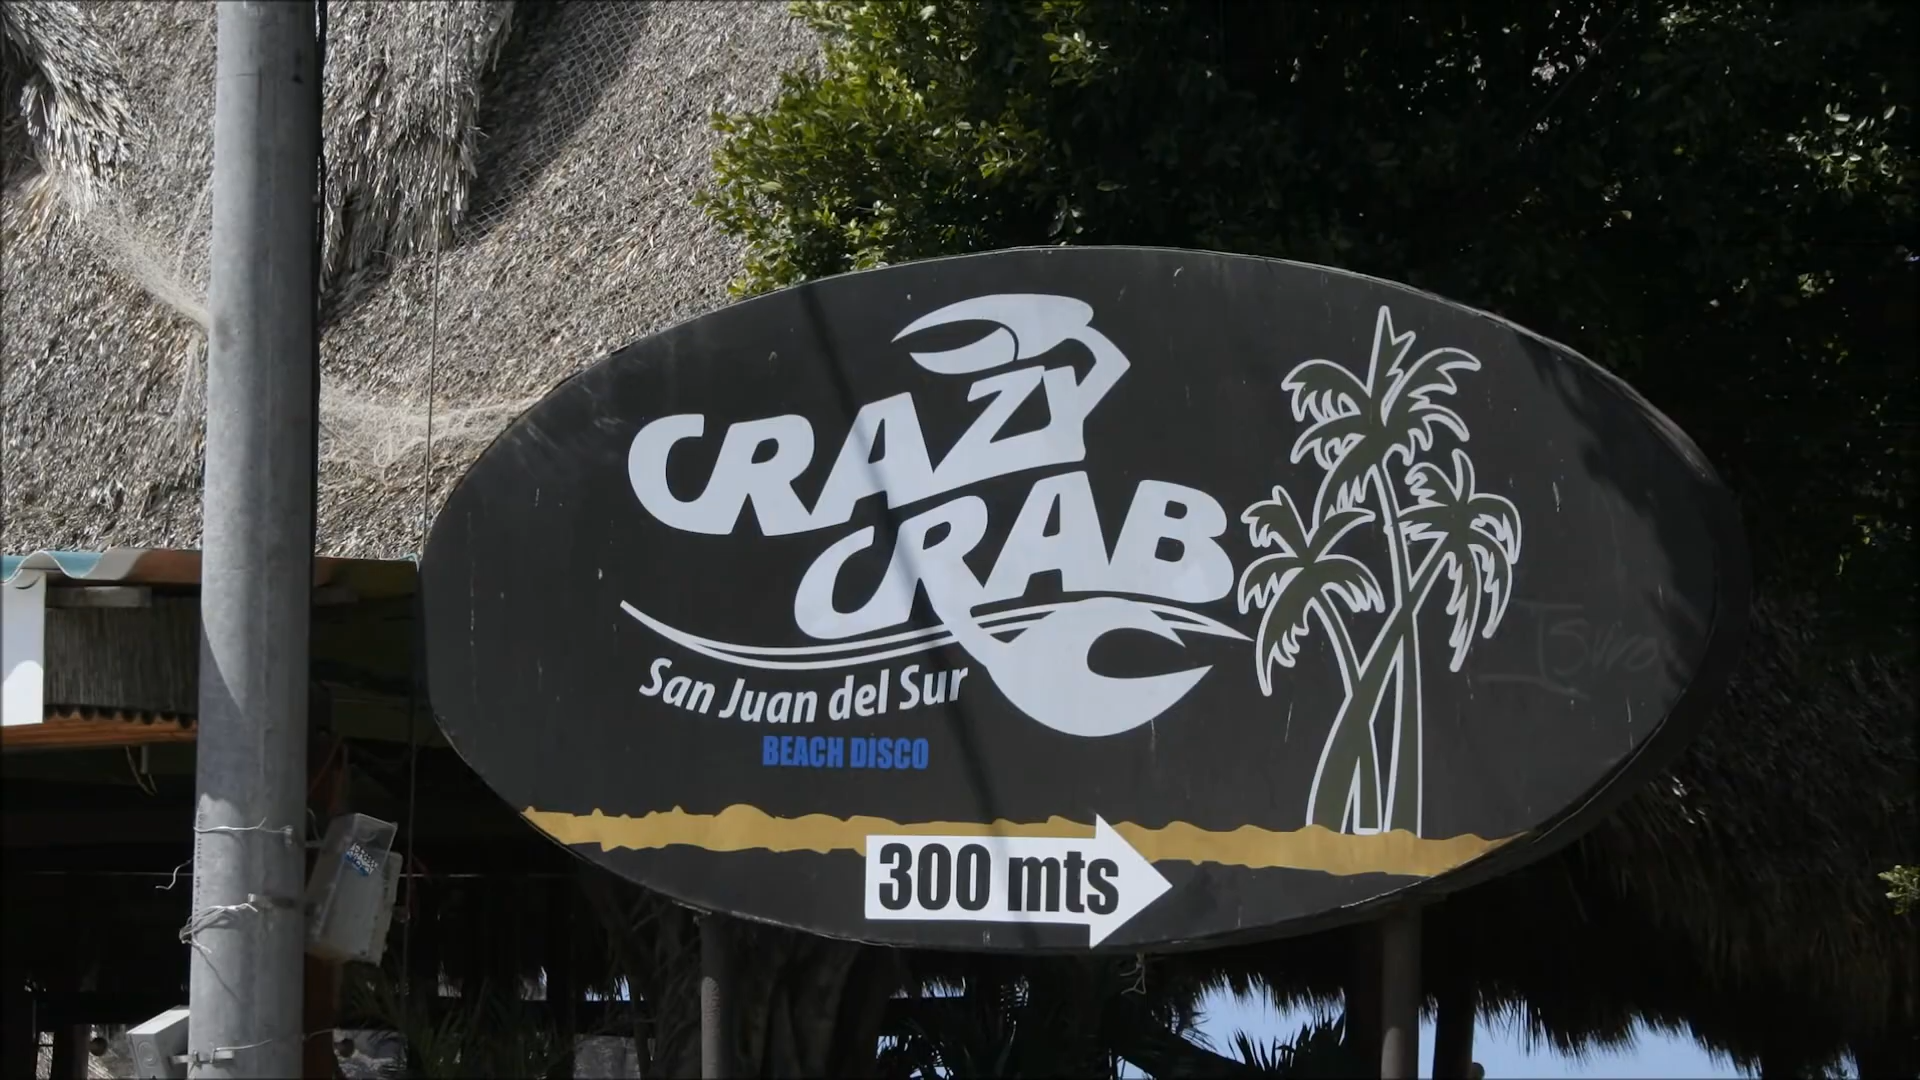 CRAZY
CRAB
San Juan del Sur
BEACH DISCO
300 mts